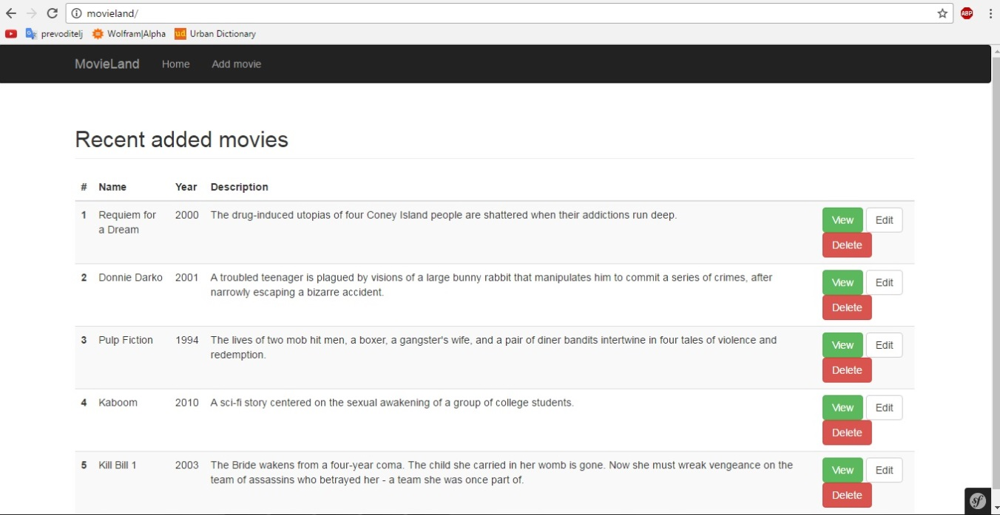 movieland/
ABP
prevoditelj Wolfram|Alpha ud Urban Dictionary
MovieLand Home Add movie
Recent added movies
# Name Year Description
1 Requiem for 2000 The drug-induced utopias of four Coney Island people are shattered when their addictions run deep. View Edit
a Dream Delete
2 Donnie Darko 2001 A troubled teenager is plagued by visions of a large bunny rabbit that manipulates him to commit a series of crimes, after View Edit
narrowly escaping a bizarre accident. Delete
3 Pulp Fiction 1994 The lives of two mob hit men, a boxer, a gangster's wife, and a pair of diner bandits intertwine in four tales of violence and View Edit
redemption. Delete
4 Kaboom 2010 A sci-fi story centered on the sexual awakening of a group of college students. View Edit
Delete
5 Kill Bill 1 2003 The Bride wakens from a four-year coma. The child she carried in her womb is gone. Now she must wreak vengeance on the View Edit
team of assassins who betrayed her - a team she was once part of. Delete
sf